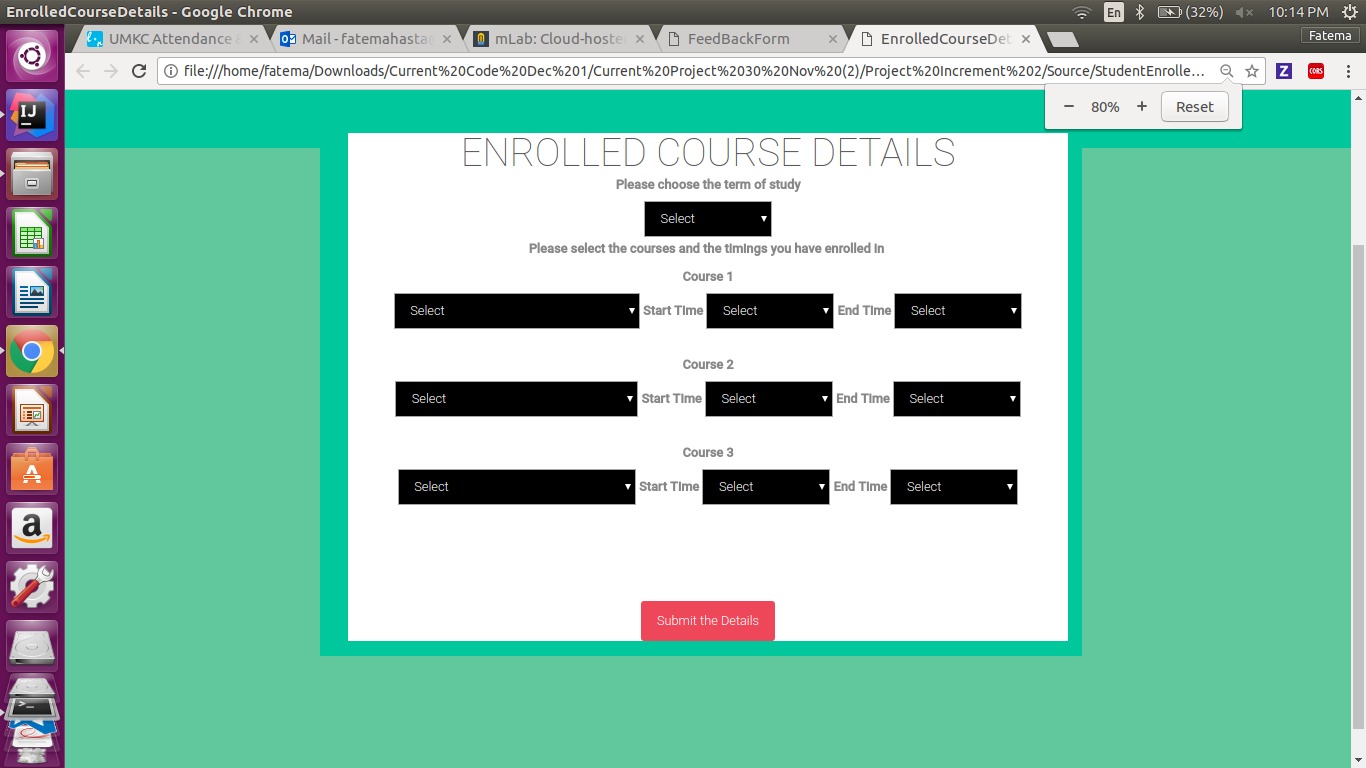 EnrolledCourseDetails - Google Chrome
En (32%) 10:14 PM
UMKC Attendance
Mail - fatemahasta
mLab: Cloud-hoste
FeedBackForm
EnrolledCourseDet
Fatema
file:///home/fatema/Downloads/Current%20Code%20Dec%201/Current%20Project%2030%20Nov%20(2)/Project%20Increment%202/Source/StudentEnrolle...
Z CORS
− 80% + Reset
ENROLLED COURSE DETAILS
Please choose the term of study
Select
Please select the courses and the timings you have enrolled in
Course 1
Select Start Time Select End Time Select
Course 2
Select Start Time Select End Time Select
Course 3
Select Start Time Select End Time Select
Submit the Details
IJ
A
a
>_